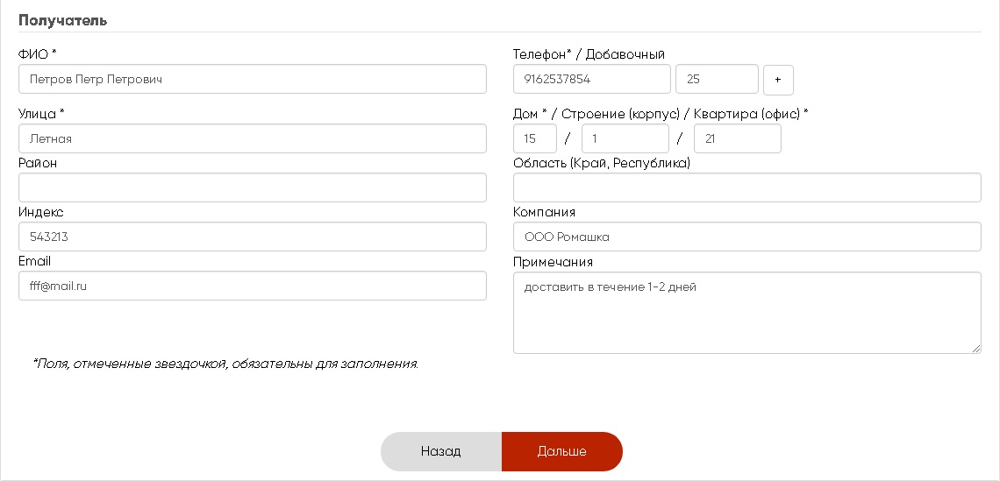 Получатель
ФИО *
Телефон* / Добавочный
Петров Петр Петрович
9162537854 25 +
Улица *
Дом * / Строение (корпус) / Квартира (офис) *
Летная
15 / 1 / 21
Район
Область (Край, Республика)
Индекс
Компания
543213
ООО Ромашка
Email
Примечания
fff@mail.ru
доставить в течение 1-2 дней
*Поля, отмеченные звездочкой, обязательны для заполнения.
Назад Дальше